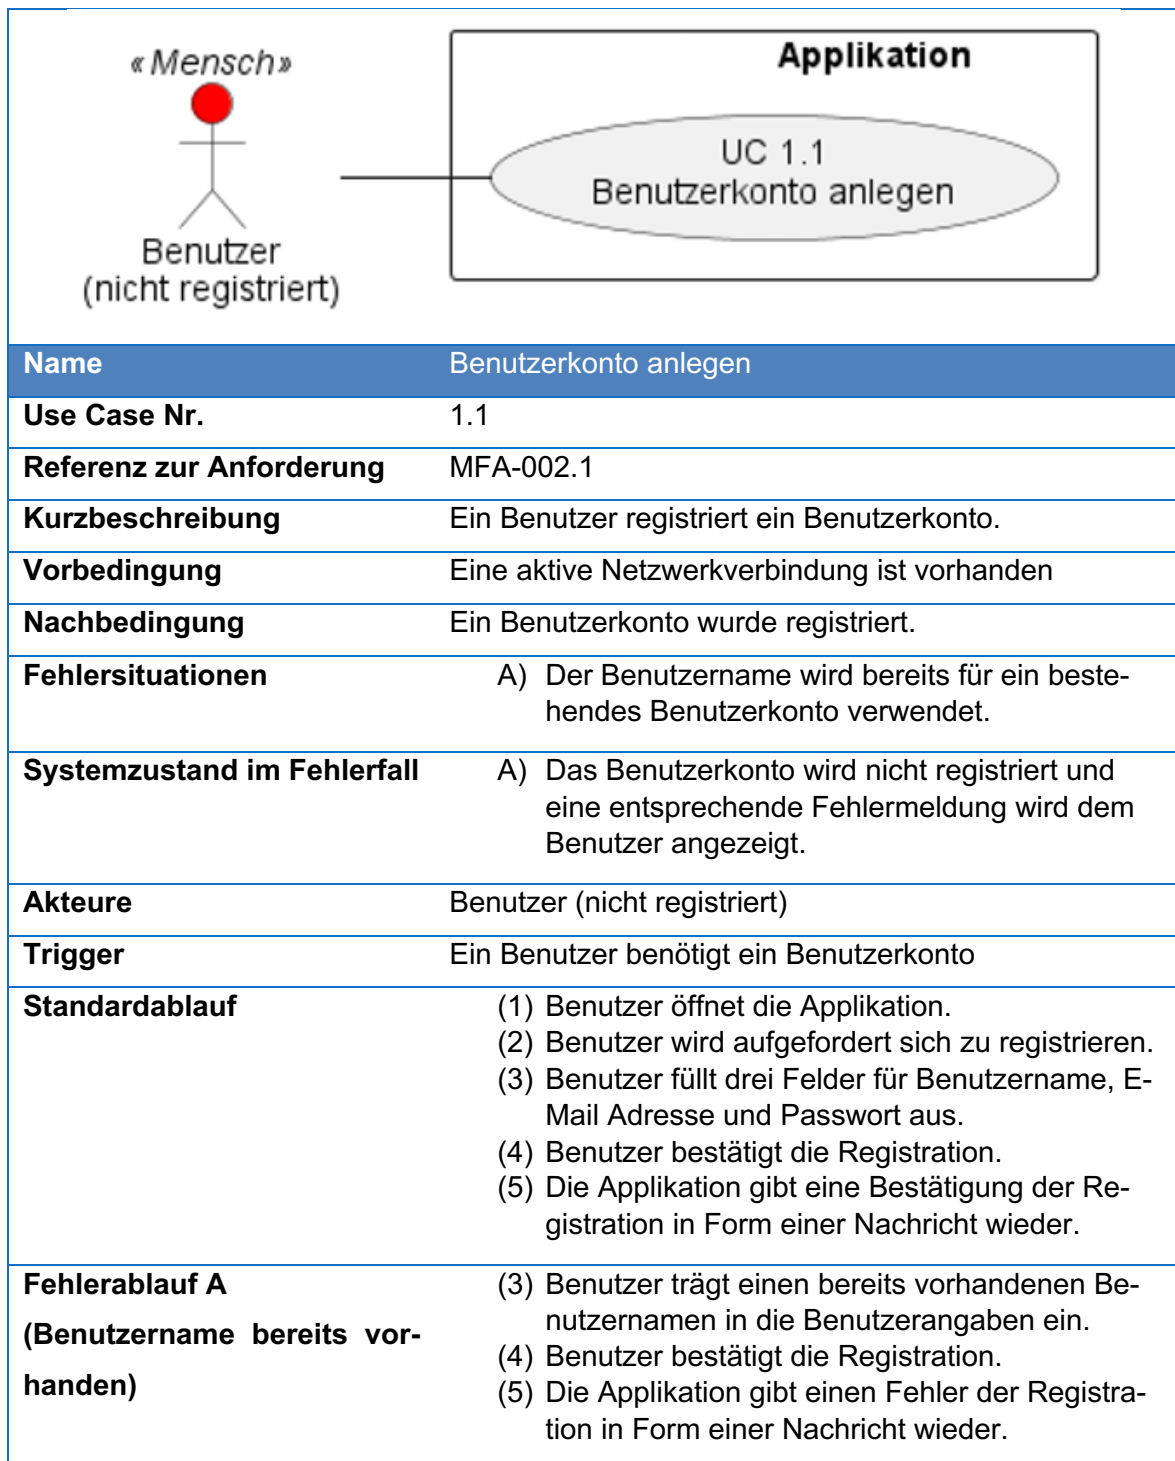 «Mensch»
Applikation
UC 1.1
Benutzerkonto anlegen
Benutzer
(nicht registriert)
Name Benutzerkonto anlegen
Use Case Nr. 1.1
Referenz zur Anforderung MFA-002.1
Kurzbeschreibung Ein Benutzer registriert ein Benutzerkonto.
Vorbedingung Eine aktive Netzwerkverbindung ist vorhanden
Nachbedingung Ein Benutzerkonto wurde registriert.
Fehlersituationen A) Der Benutzername wird bereits für ein beste-
hendes Benutzerkonto verwendet.
Systemzustand im Fehlerfall A) Das Benutzerkonto wird nicht registriert und
eine entsprechende Fehlermeldung wird dem
Benutzer angezeigt.
Akteure Benutzer (nicht registriert)
Trigger Ein Benutzer benötigt ein Benutzerkonto
Standardablauf (1) Benutzer öffnet die Applikation.
(2) Benutzer wird aufgefordert sich zu registrieren.
(3) Benutzer füllt drei Felder für Benutzername, E-
Mail Adresse und Passwort aus.
(4) Benutzer bestätigt die Registration.
(5) Die Applikation gibt eine Bestätigung der Re-
gistration in Form einer Nachricht wieder.
Fehlerablauf A
(Benutzername bereits vor-
handen)
(3) Benutzer trägt einen bereits vorhandenen Be-
nutzernamen in die Benutzerangaben ein.
(4) Benutzer bestätigt die Registration.
(5) Die Applikation gibt einen Fehler der Registra-
tion in Form einer Nachricht wieder.